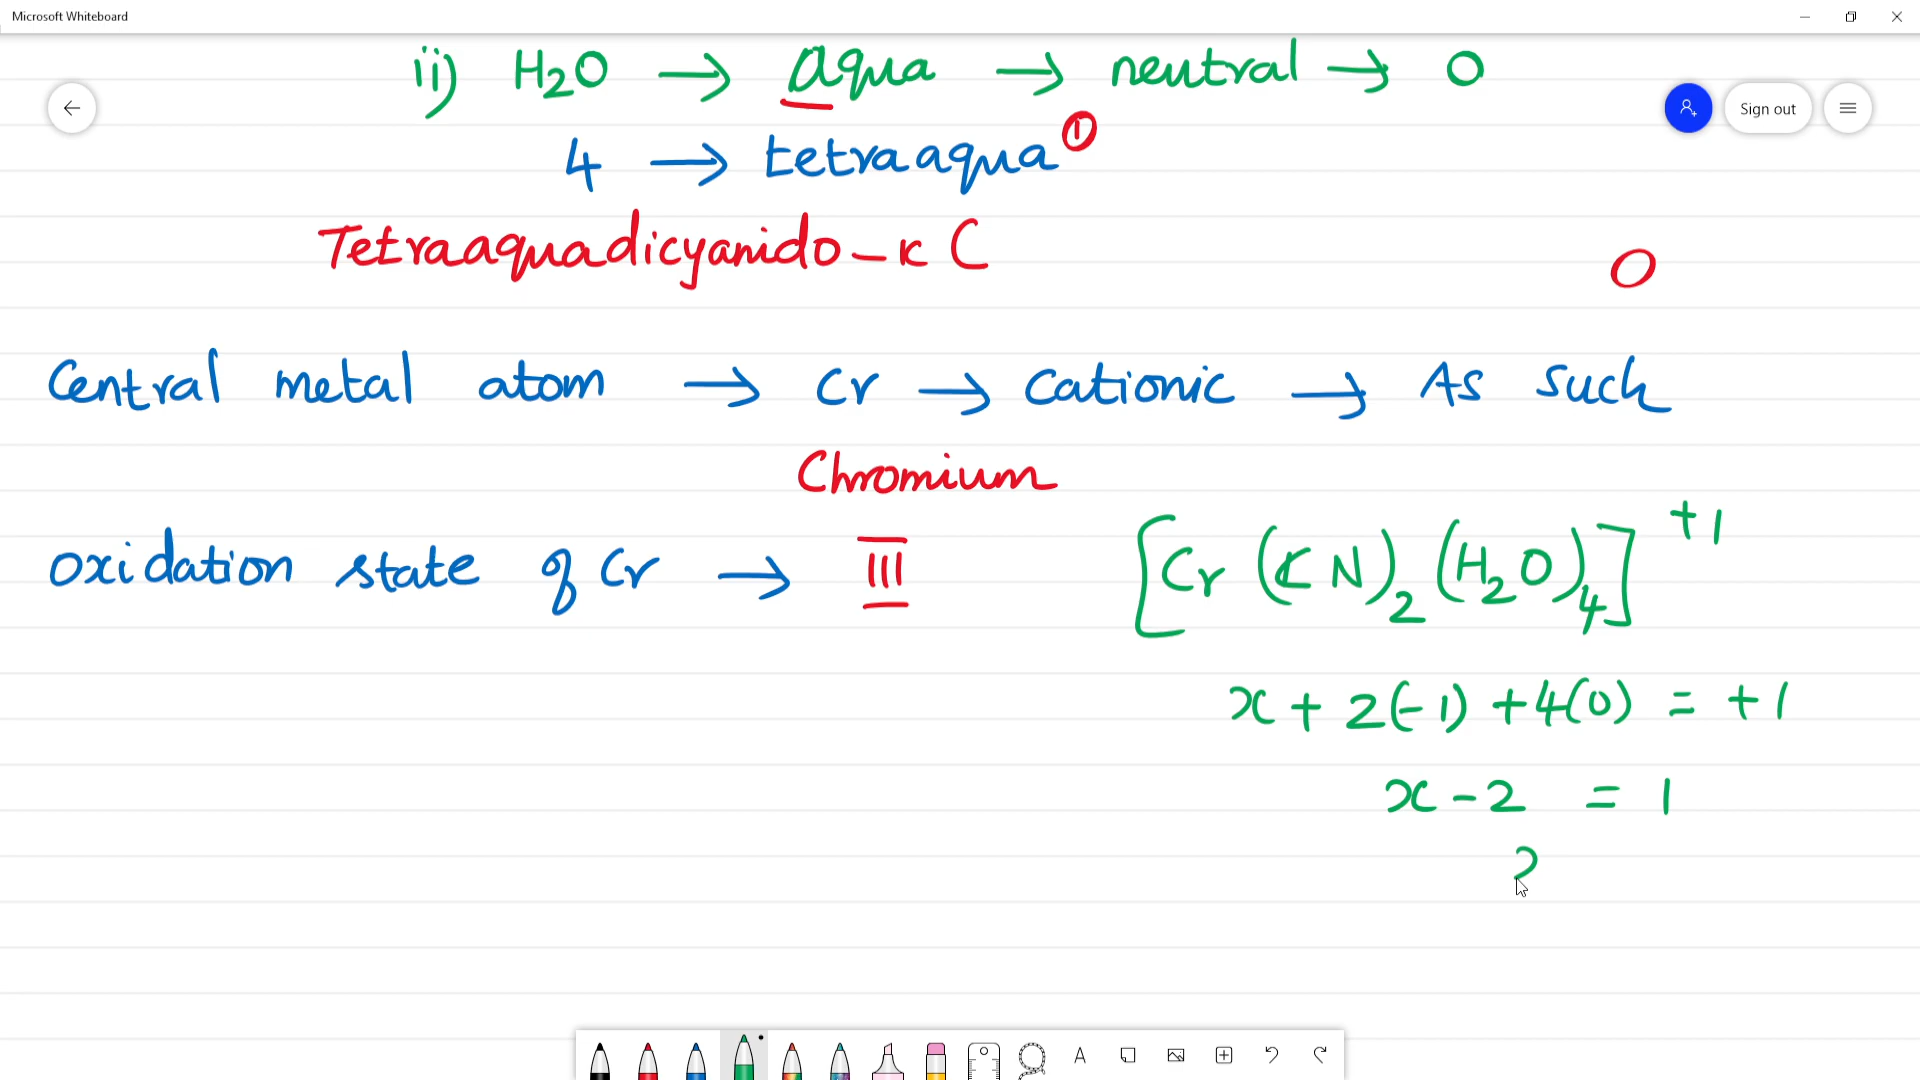 Microsoft Whiteboard
ii) H2O → aqua → neutral → 0
Sign out
4 → tetraaqua ①
Tetraaquadicyanido-κ C
0
Central metal atom → Cr → Cationic → As such
Chromium
oxidation state of Cr → III
[Cr (CN)2 (H2O)4]+1
x + 2(-1) + 4(0) = +1
x - 2 = 1
A